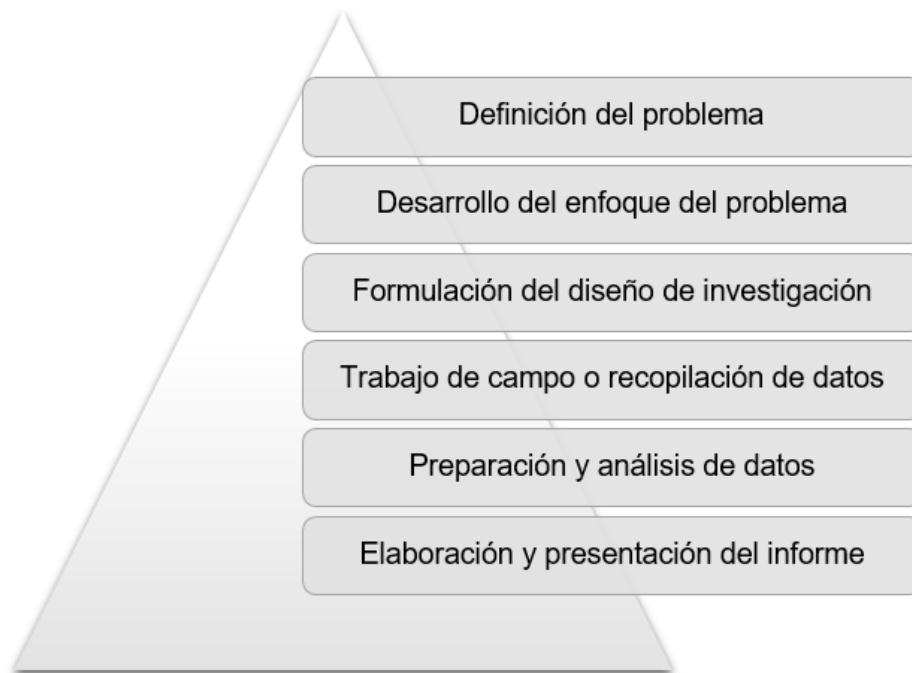 Definición del problema
Desarrollo del enfoque del problema
Formulación del diseño de investigación
Trabajo de campo o recopilación de datos
Preparación y análisis de datos
Elaboración y presentación del informe